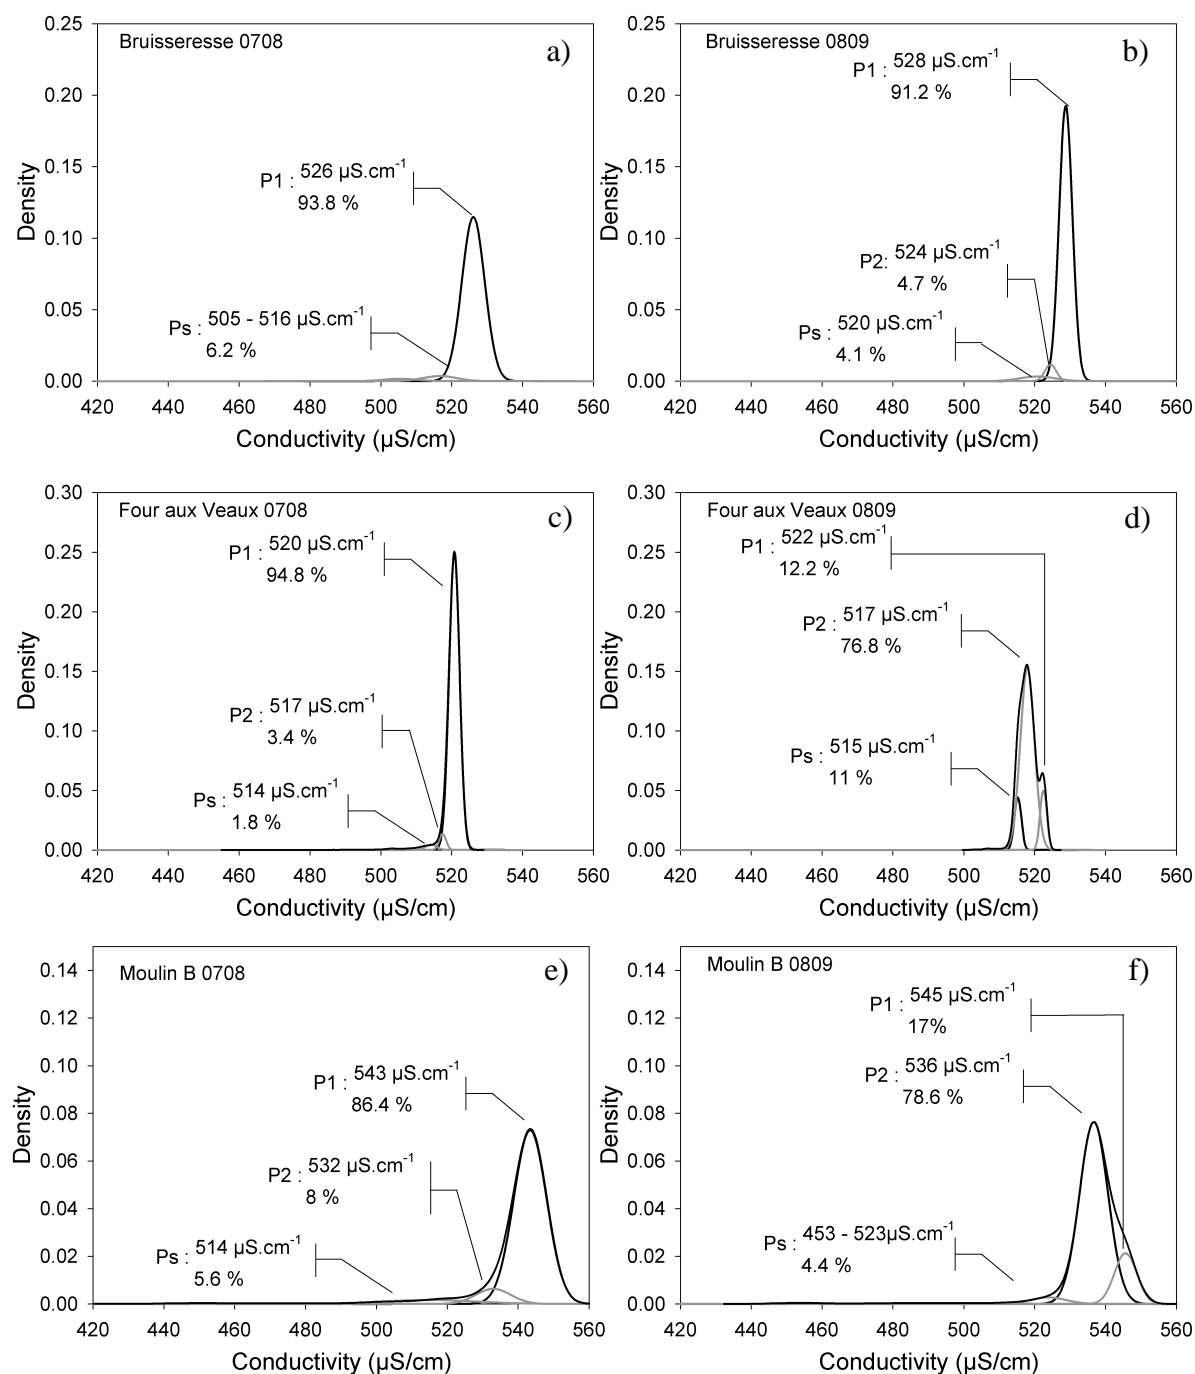 Bruisseresse 0708
a)
P1 : 526 µS.cm-1
93.8 %
Ps : 505 - 516 µS.cm-1
6.2 %
0.25
0.20
0.15
0.10
0.05
0.00
Density
420 440 460 480 500 520 540 560
Conductivity (µS/cm)
Bruisseresse 0809
b)
P1 : 528 µS.cm-1
91.2 %
P2: 524 µS.cm-1
4.7 %
Ps : 520 µS.cm-1
4.1 %
0.25
0.20
0.15
0.10
0.05
0.00
Density
420 440 460 480 500 520 540 560
Conductivity (µS/cm)
Four aux Veaux 0708
c)
P1 : 520 µS.cm-1
94.8 %
P2 : 517 µS.cm-1
3.4 %
Ps : 514 µS.cm-1
1.8 %
0.30
0.25
0.20
0.15
0.10
0.05
0.00
Density
420 440 460 480 500 520 540 560
Conductivity (µS/cm)
Four aux Veaux 0809
d)
P1 : 522 µS.cm-1
12.2 %
P2 : 517 µS.cm-1
76.8 %
Ps : 515 µS.cm-1
11 %
0.30
0.25
0.20
0.15
0.10
0.05
0.00
Density
420 440 460 480 500 520 540 560
Conductivity (µS/cm)
Moulin B 0708
e)
P1 : 543 µS.cm-1
86.4 %
P2 : 532 µS.cm-1
8 %
Ps : 514 µS.cm-1
5.6 %
0.14
0.12
0.10
0.08
0.06
0.04
0.02
0.00
Density
420 440 460 480 500 520 540 560
Conductivity (µS/cm)
Moulin B 0809
f)
P1 : 545 µS.cm-1
17%
P2 : 536 µS.cm-1
78.6 %
Ps : 453 - 523µS.cm-1
4.4 %
0.14
0.12
0.10
0.08
0.06
0.04
0.02
0.00
Density
420 440 460 480 500 520 540 560
Conductivity (µS/cm)